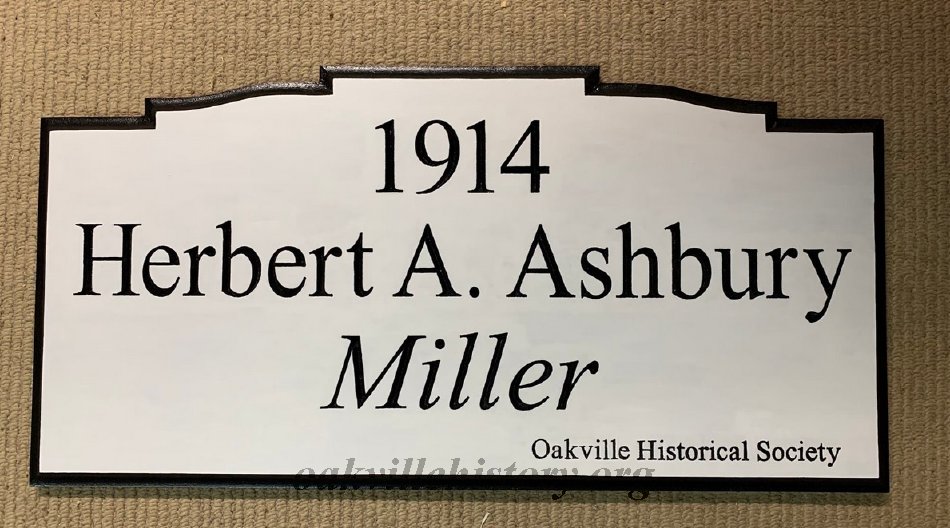 1914
Herbert A. Ashbury
Miller
Oakville Historical Society
oakvillehistory.org